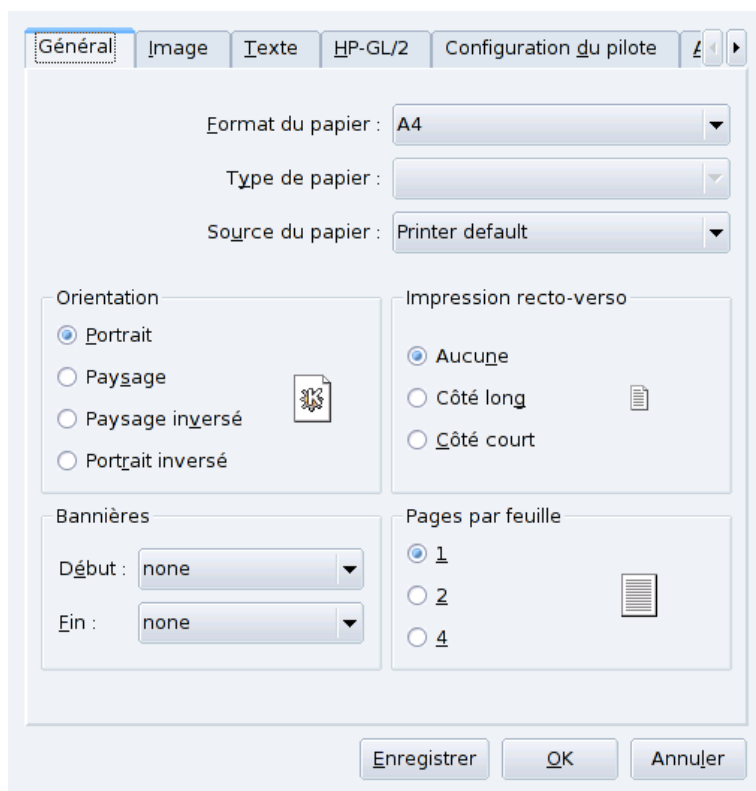 Général Image Texte HP-GL/2 Configuration du pilote
Format du papier : A4
Type de papier :
Source du papier : Printer default
Orientation
Portrait
Paysage
Paysage inversé
Portrait inversé
Impression recto-verso
Aucune
Côté long
Côté court
Bannières
Début : none
Fin : none
Pages par feuille
1
2
4
Enregistrer OK Annuler